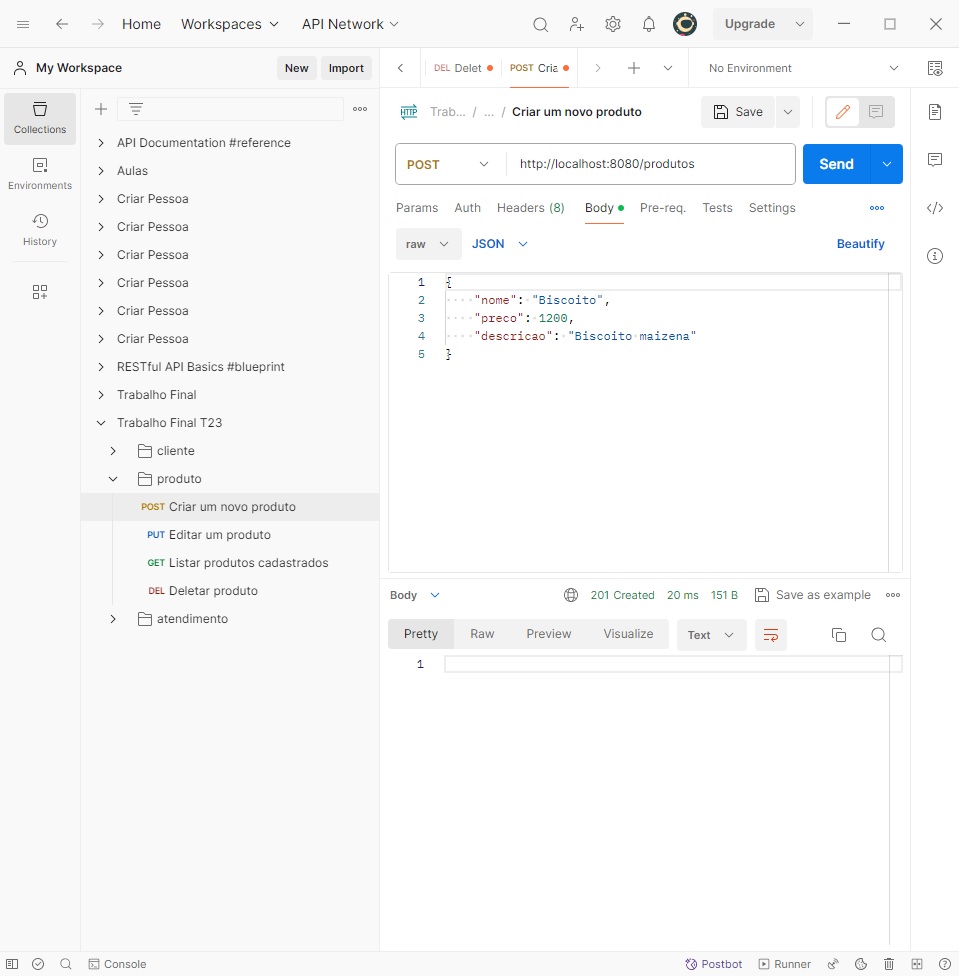 Home Workspaces API Network Upgrade
My Workspace New Import
DEL Delet POST Cria No Environment
Collections
Environments
History
API Documentation #reference
Aulas
Criar Pessoa
Criar Pessoa
Criar Pessoa
Criar Pessoa
Criar Pessoa
Criar Pessoa
RESTful API Basics #blueprint
Trabalho Final
Trabalho Final T23
cliente
produto
POST Criar um novo produto
PUT Editar um produto
GET Listar produtos cadastrados
DEL Deletar produto
atendimento
HTTP Trab... / ... / Criar um novo produto Save
POST http://localhost:8080/produtos Send
Params Auth Headers (8) Body Pre-req. Tests Settings
raw JSON Beautify
1 {
2 "nome": "Biscoito",
3 "preco": 1200,
4 "descricao": "Biscoito maizena"
5 }
Body 201 Created 20 ms 151 B Save as example
Pretty Raw Preview Visualize Text
1
Console Postbot Runner